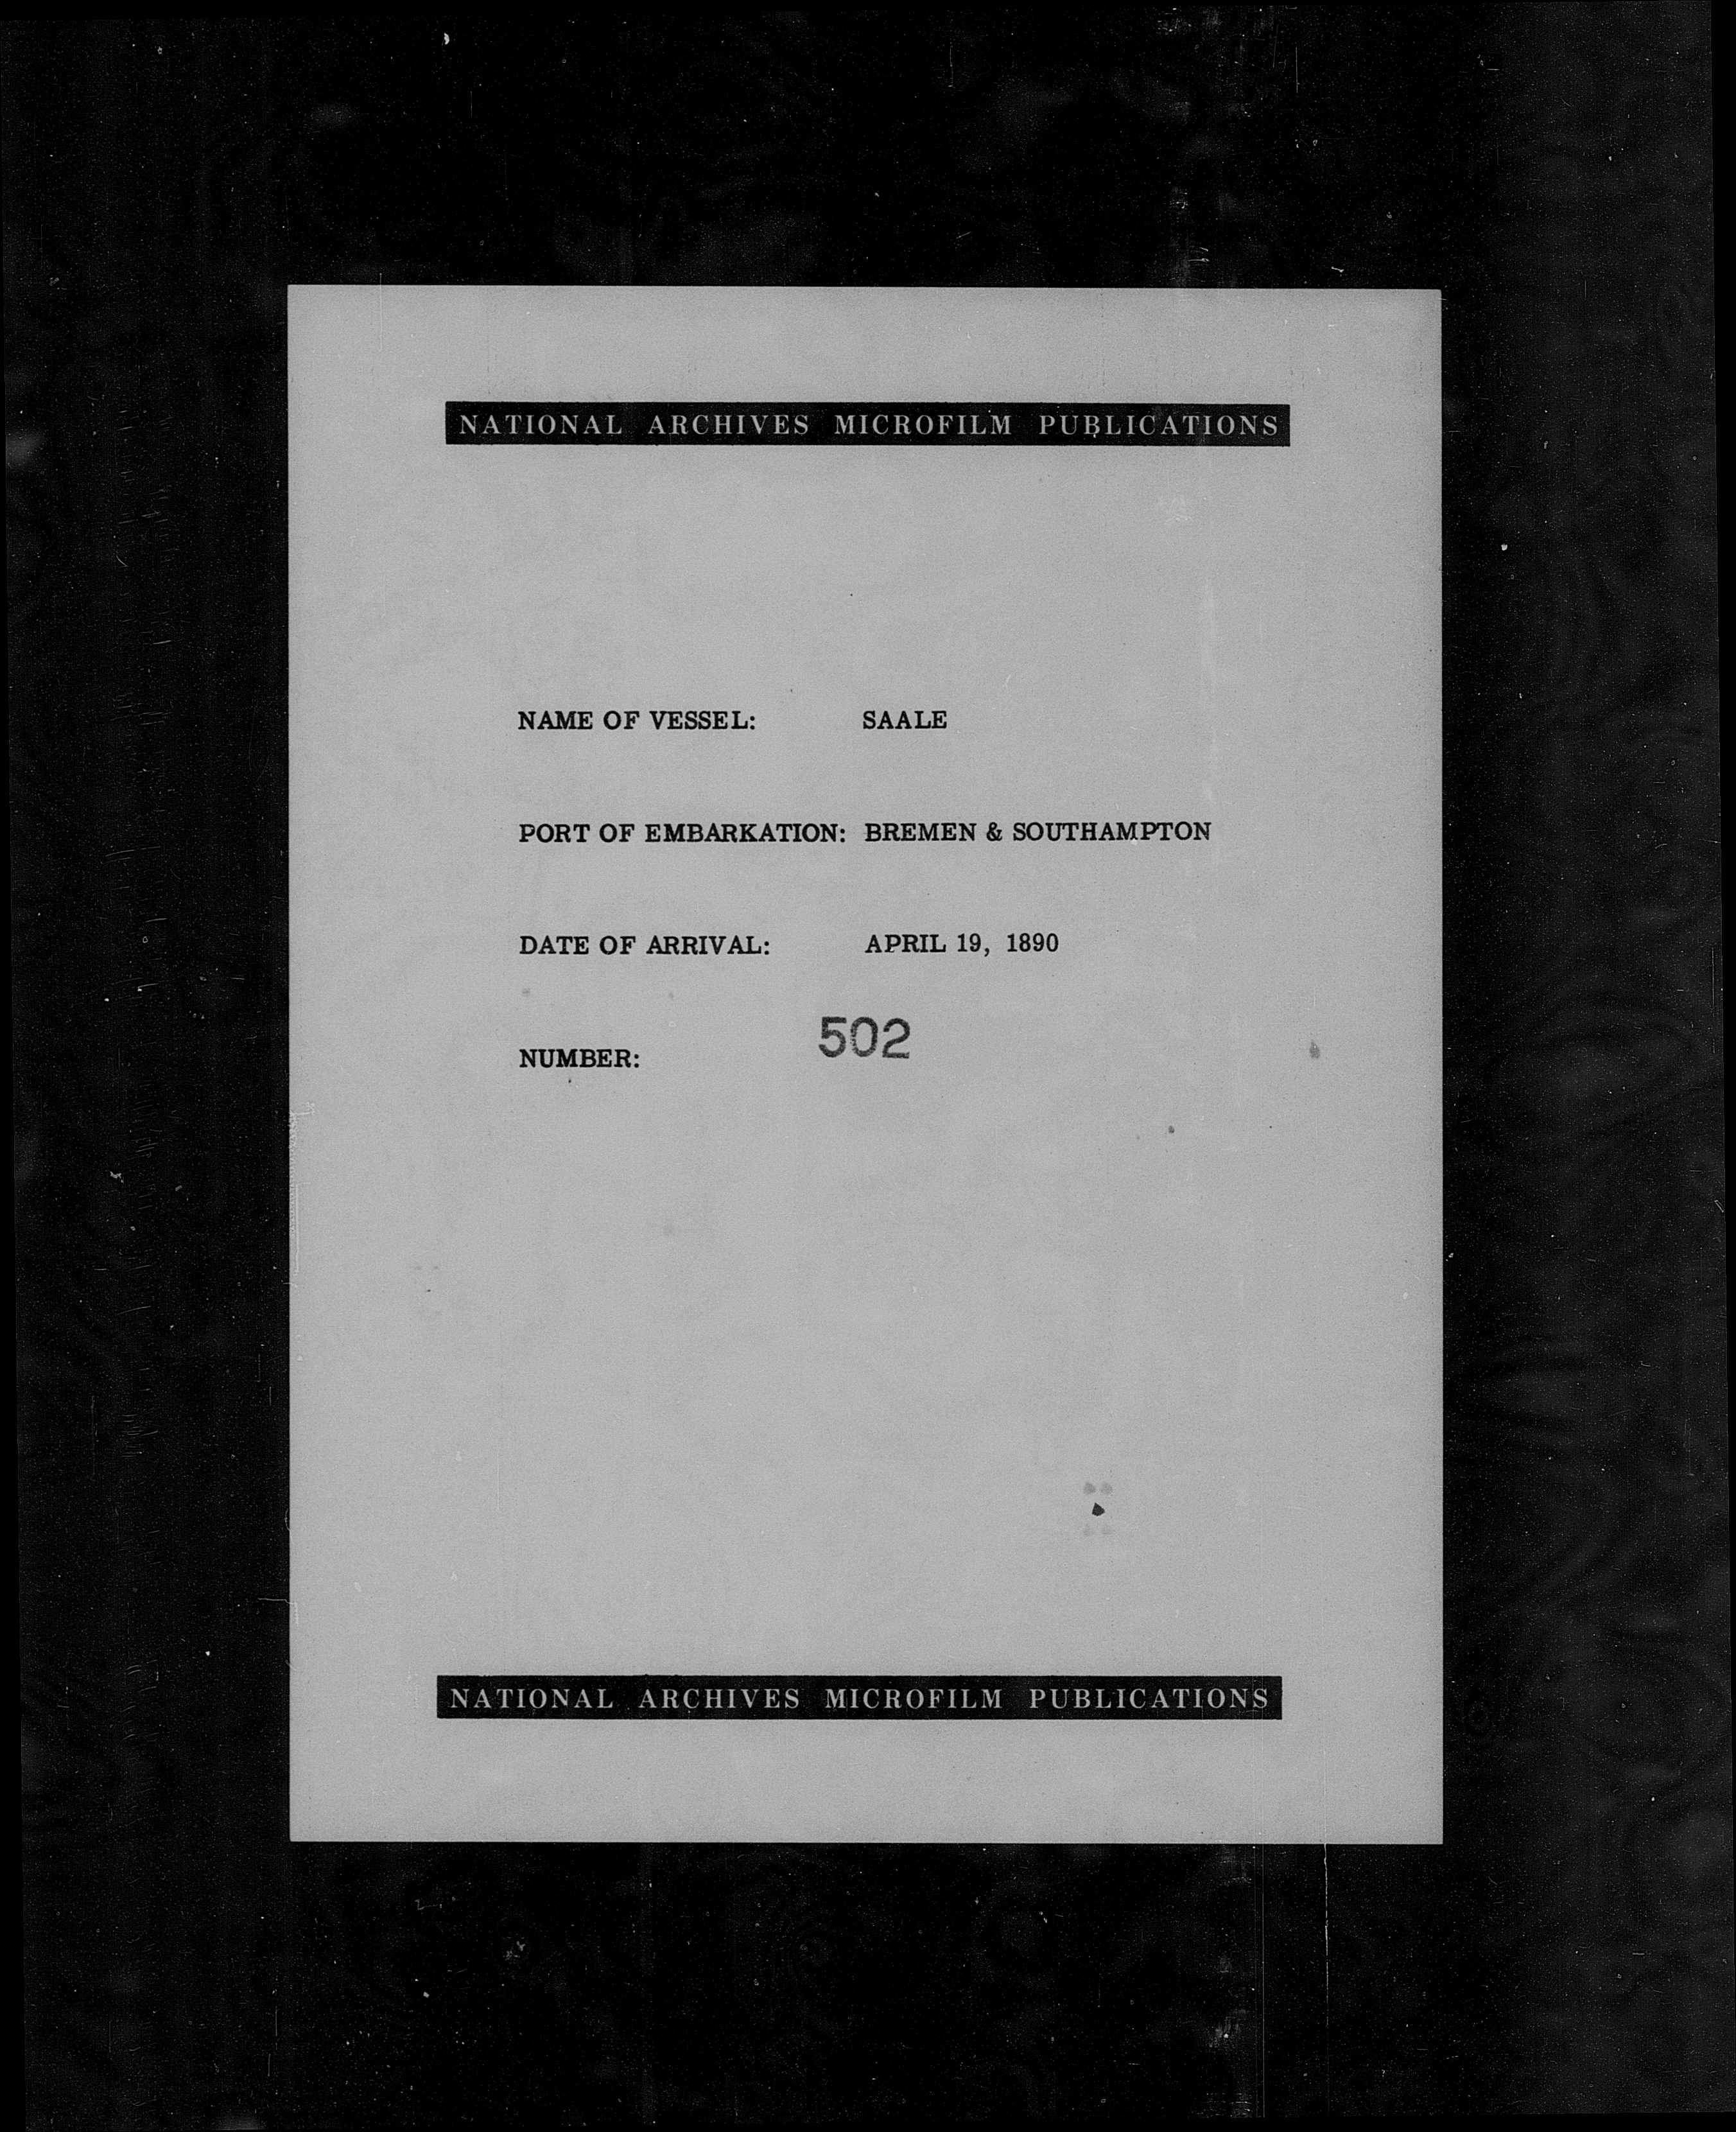 NATIONAL ARCHIVES MICROFILM PUBLICATIONS
NAME OF VESSEL: SAALE
PORT OF EMBARKATION: BREMEN & SOUTHAMPTON
DATE OF ARRIVAL: APRIL 19, 1890
NUMBER: 502
NATIONAL ARCHIVES MICROFILM PUBLICATIONS